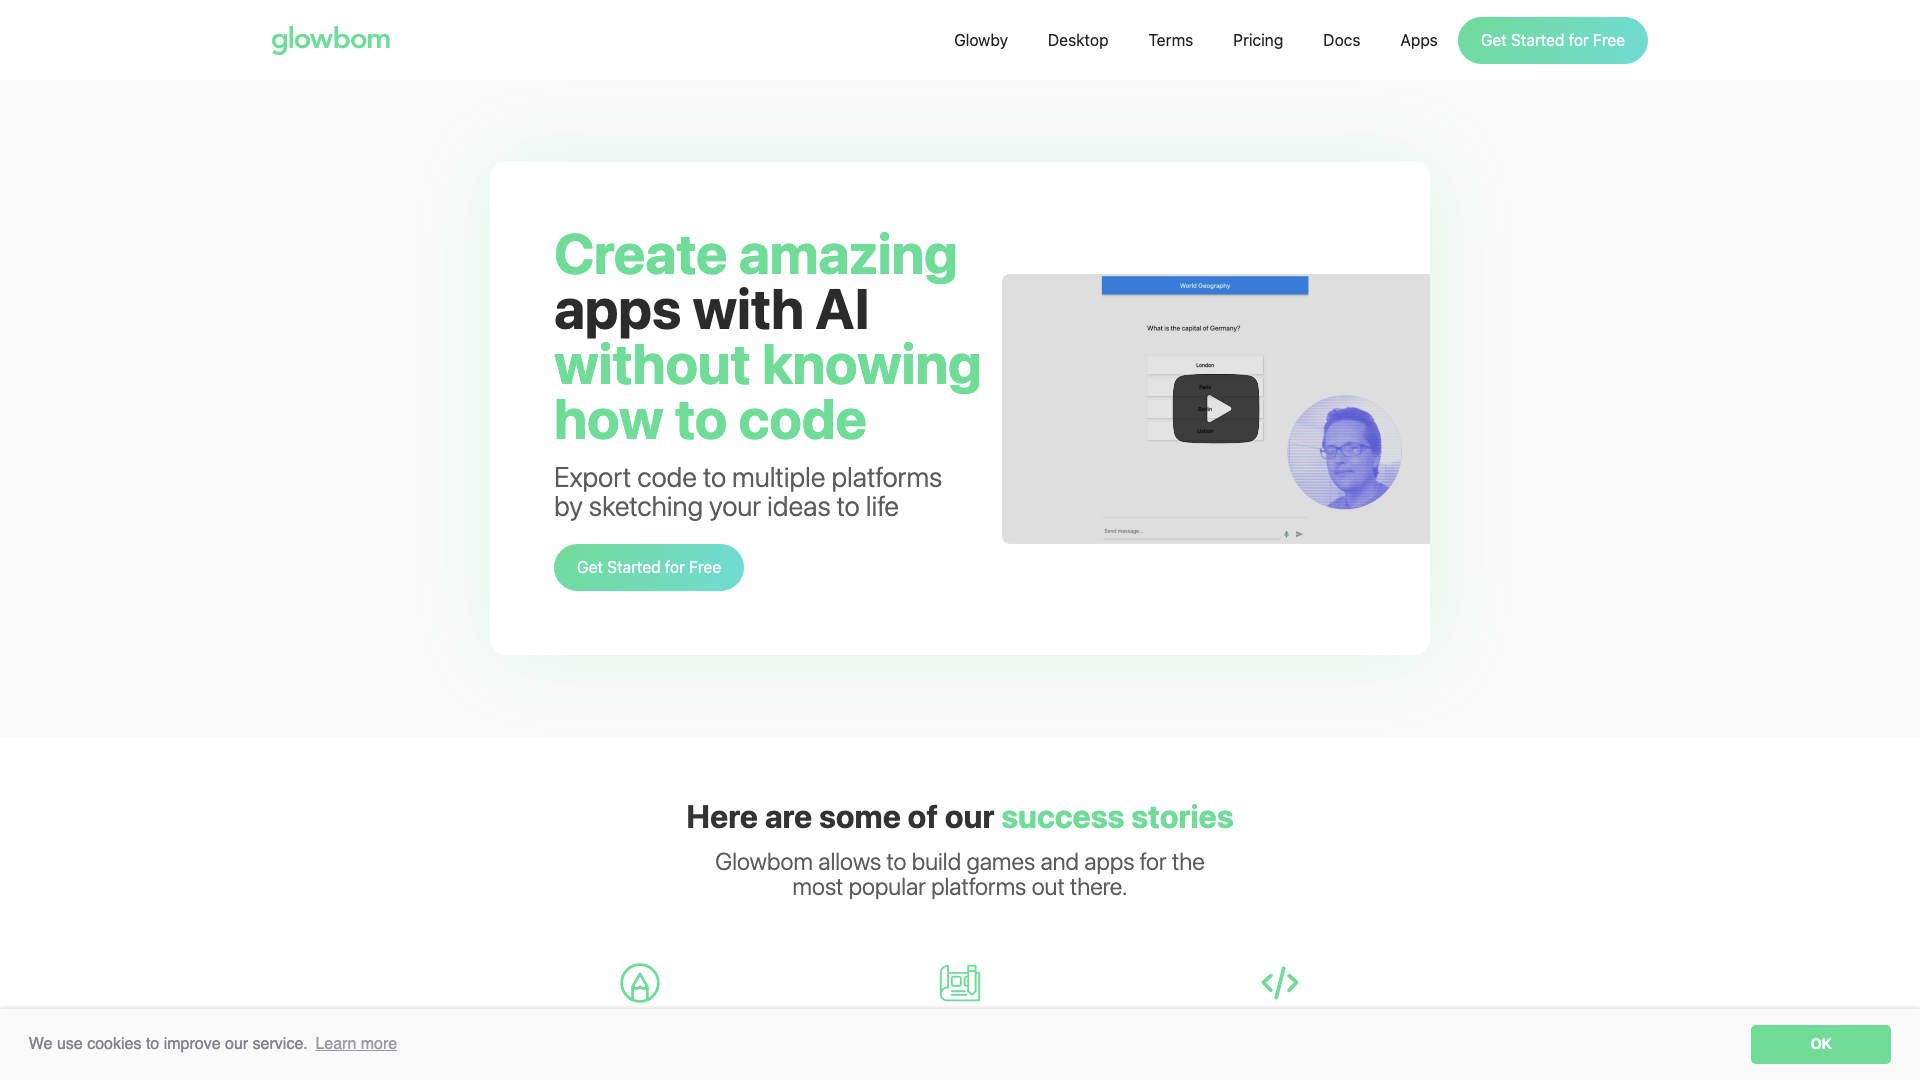 glowbom
Glowby
Desktop
Terms
Pricing
Docs
Apps
Get Started for Free
Create amazing
apps with AI
without knowing
how to code
Export code to multiple platforms
by sketching your ideas to life
Get Started for Free
World Geography
What is the capital of Germany?
London
Paris
Berlin
Lisbon
Send message...
Here are some of our success stories
Glowbom allows to build games and apps for the
most popular platforms out there.
We use cookies to improve our service. Learn more
OK